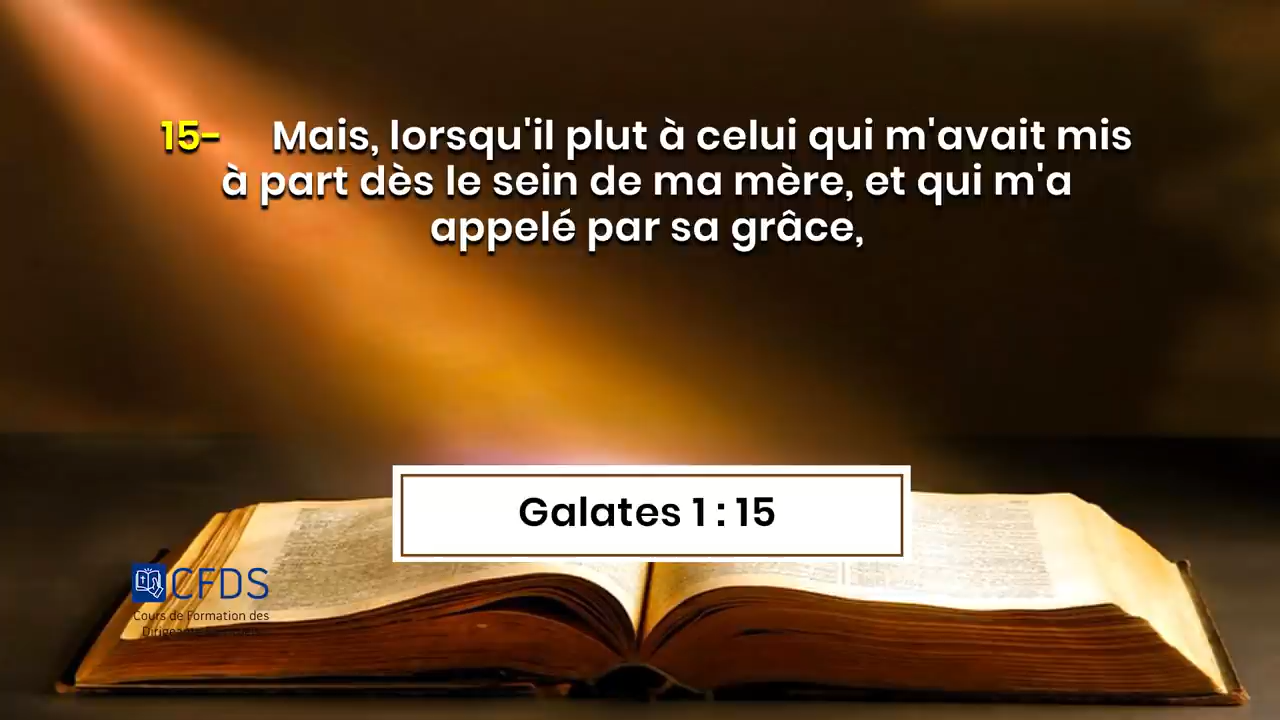 15- Mais, lorsqu'il plut à celui qui m'avait mis
à part dès le sein de ma mère, et qui m'a
appelé par sa grâce,
Galates 1 : 15
CFDS
Cours de Formation des